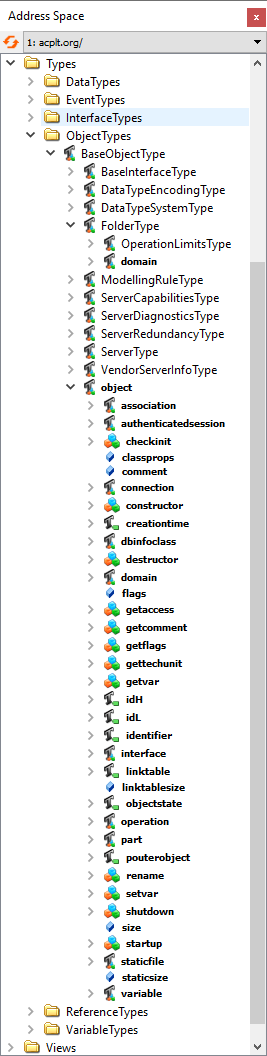 Address Space
x
1: acplt.org/
Types
DataTypes
EventTypes
InterfaceTypes
ObjectTypes
BaseObjectType
BaseInterfaceType
DataTypeEncodingType
DataTypeSystemType
FolderType
OperationLimitsType
domain
ModellingRuleType
ServerCapabilitiesType
ServerDiagnosticsType
ServerRedundancyType
ServerType
VendorServerInfoType
object
association
authenticatedsession
checkinit
classprops
comment
connection
constructor
creationtime
dbinfoclass
destructor
domain
flags
getaccess
getcomment
getflags
gettechunit
getvar
idH
idL
identifier
interface
linktable
linktablesize
objectstate
operation
part
pouterobject
rename
setvar
shutdown
size
startup
staticfile
staticsize
variable
ReferenceTypes
VariableTypes
Views